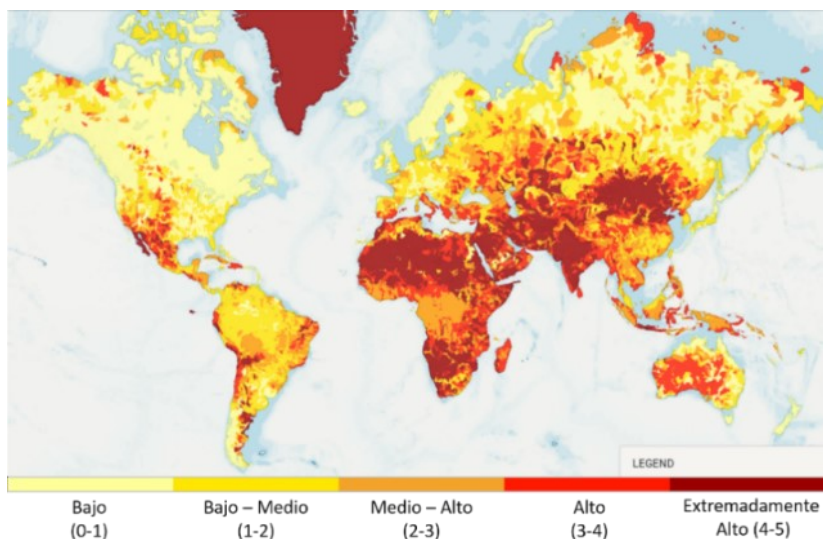 LEGEND
Bajo
(0-1)
Bajo – Medio
(1-2)
Medio – Alto
(2-3)
Alto
(3-4)
Extremadamente
Alto (4-5)